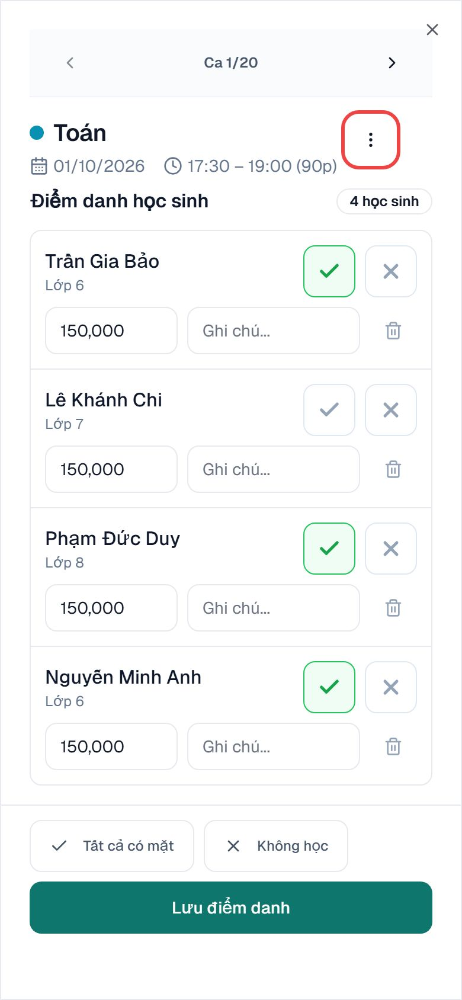 Ca 1/20
Toán
01/10/2026 17:30 – 19:00 (90p)
Điểm danh học sinh 4 học sinh
Trần Gia Bảo
Lớp 6
150,000 Ghi chú...
Lê Khánh Chi
Lớp 7
150,000 Ghi chú...
Phạm Đức Duy
Lớp 8
150,000 Ghi chú...
Nguyễn Minh Anh
Lớp 6
150,000 Ghi chú...
Tất cả có mặt Không học
Lưu điểm danh